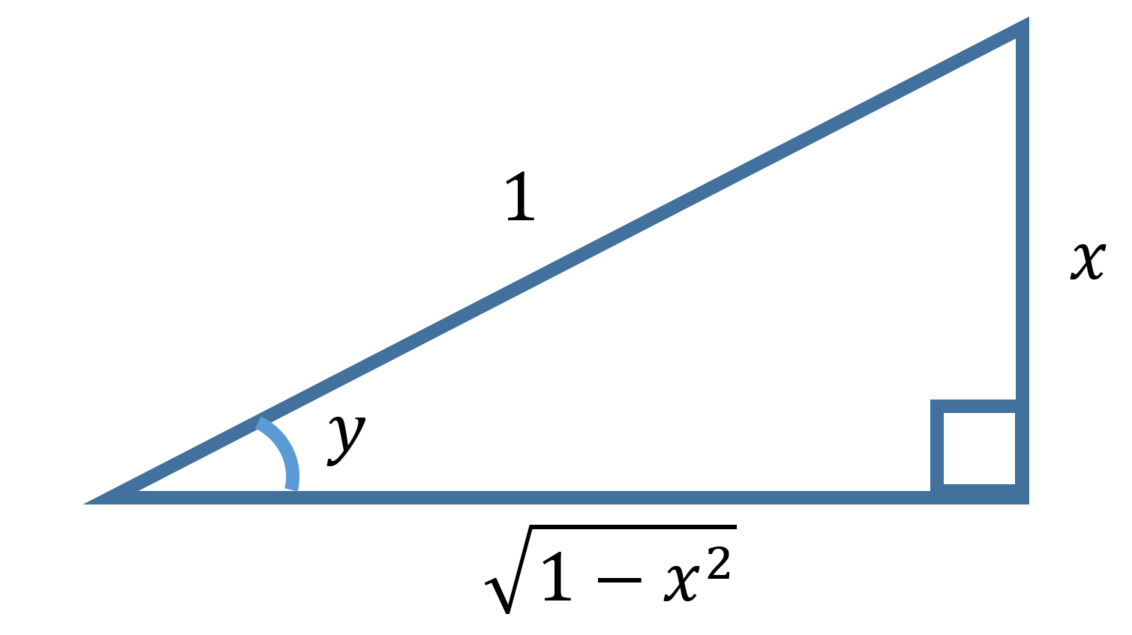 1
x
y
√(1 − x²)